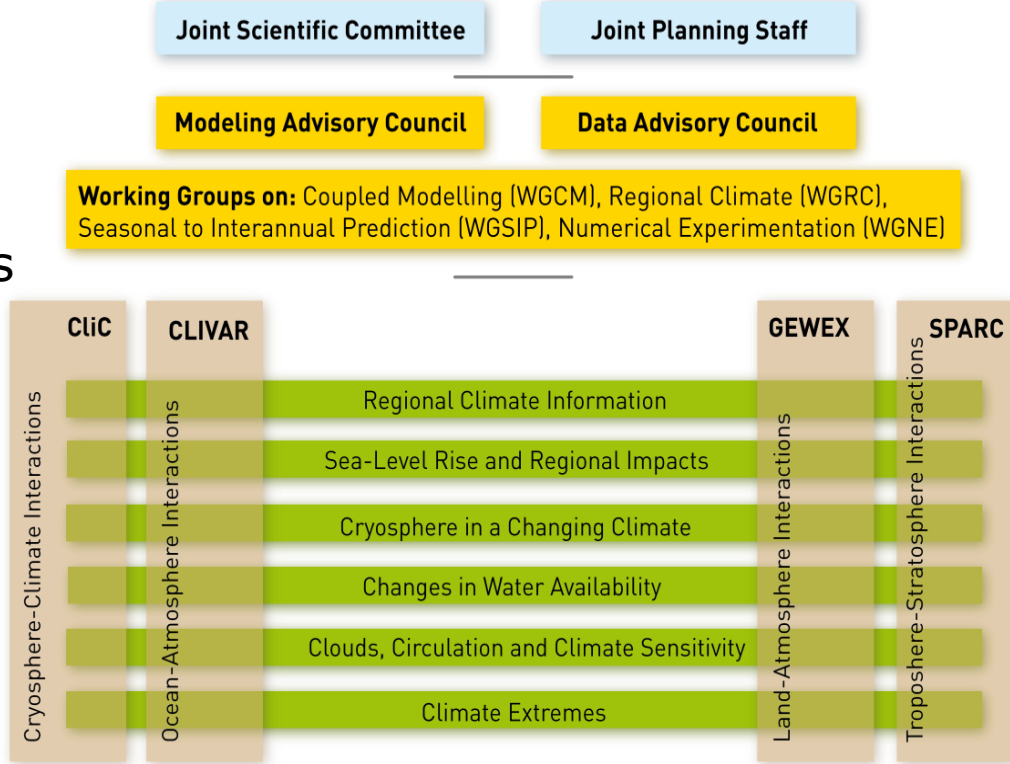 Joint Scientific Committee
Joint Planning Staff
Modeling Advisory Council
Data Advisory Council
Working Groups on: Coupled Modelling (WGCM), Regional Climate (WGRC),
Seasonal to Interannual Prediction (WGSIP), Numerical Experimentation (WGNE)
s
CliC
CLIVAR
GEWEX
SPARC
Cryosphere-Climate Interactions
Ocean-Atmosphere Interactions
Regional Climate Information
Sea-Level Rise and Regional Impacts
Cryosphere in a Changing Climate
Changes in Water Availability
Clouds, Circulation and Climate Sensitivity
Climate Extremes
Land-Atmosphere Interactions
Troposhere-Stratosphere Interactions